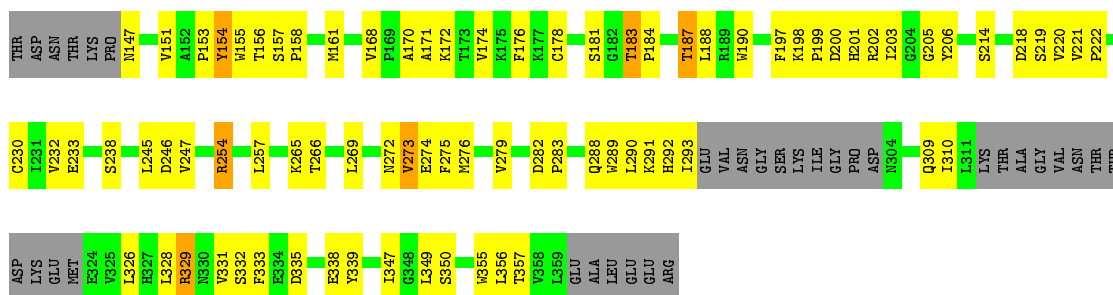 THR ASP ASN THR LYS PRO N147 V151 A152 P153 Y154 W155 T156 S157 P158 M161 V168 P169 A170 A171 K172 T173 V174 K175 F176 K177 C178 S181 G182 T183 P184 T187 L188 R189 W190 F197 K198 P199 D200 H201 R202 I203 G204 G205 Y206 S214 D218 S219 V220 V221 P222
C230 I231 V232 E233 S238 L245 D246 V247 R254 L257 K265 T266 L269 N272 V273 E274 F275 M276 V279 D282 P283 Q288 W289 L290 K291 H292 I293 GLU VAL ASN GLY SER LYS ILE GLY PRO ASP N304 Q309 I310 L311 LYS THR ALA GLY VAL ASN THR THR
ASP LYS GLU MET E324 V325 L326 H327 L328 R329 N330 V331 S332 F333 E334 D335 E338 Y339 I347 G348 L349 S350 W355 L356 T357 V358 L359 GLU ALA LEU GLU GLU ARG